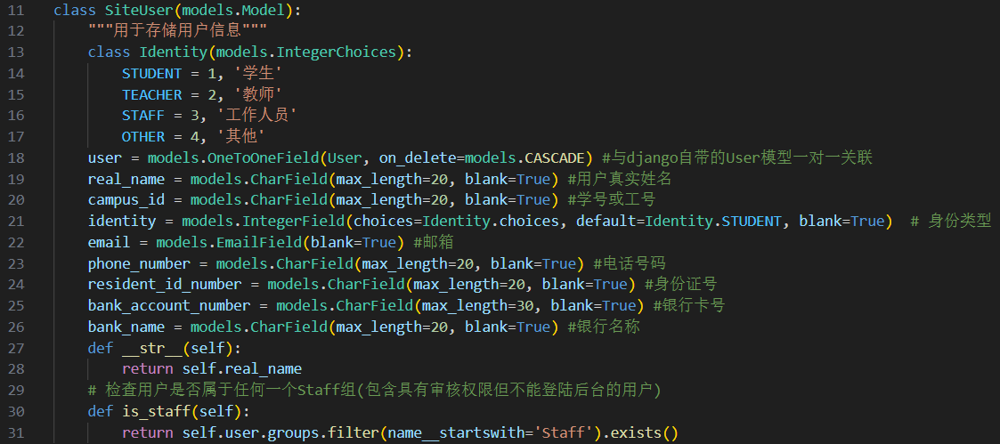 11 class SiteUser(models.Model):
12     """用于存储用户信息"""
13     class Identity(models.IntegerChoices):
14         STUDENT = 1, '学生'
15         TEACHER = 2, '教师'
16         STAFF = 3, '工作人员'
17         OTHER = 4, '其他'
18     user = models.OneToOneField(User, on_delete=models.CASCADE) #与django自带的User模型一对一关联
19     real_name = models.CharField(max_length=20, blank=True) #用户真实姓名
20     campus_id = models.CharField(max_length=20, blank=True) #学号或工号
21     identity = models.IntegerField(choices=Identity.choices, default=Identity.STUDENT, blank=True)  # 身份类型
22     email = models.EmailField(blank=True) #邮箱
23     phone_number = models.CharField(max_length=20, blank=True) #电话号码
24     resident_id_number = models.CharField(max_length=20, blank=True) #身份证号
25     bank_account_number = models.CharField(max_length=30, blank=True) #银行卡号
26     bank_name = models.CharField(max_length=20, blank=True) #银行名称
27     def __str__(self):
28         return self.real_name
29     # 检查用户是否属于任何一个Staff组(包含具有审核权限但不能登陆后台的用户)
30     def is_staff(self):
31         return self.user.groups.filter(name__startswith='Staff').exists()